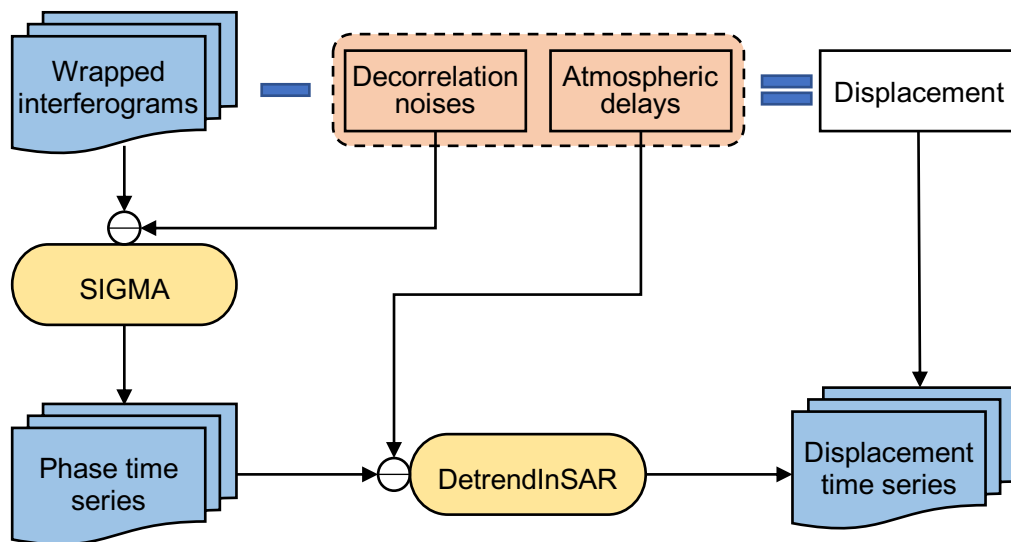 Wrapped
interferograms
Decorrelation
noises
Atmospheric
delays
Displacement
SIGMA
Phase time
series
DetrendInSAR
Displacement
time series